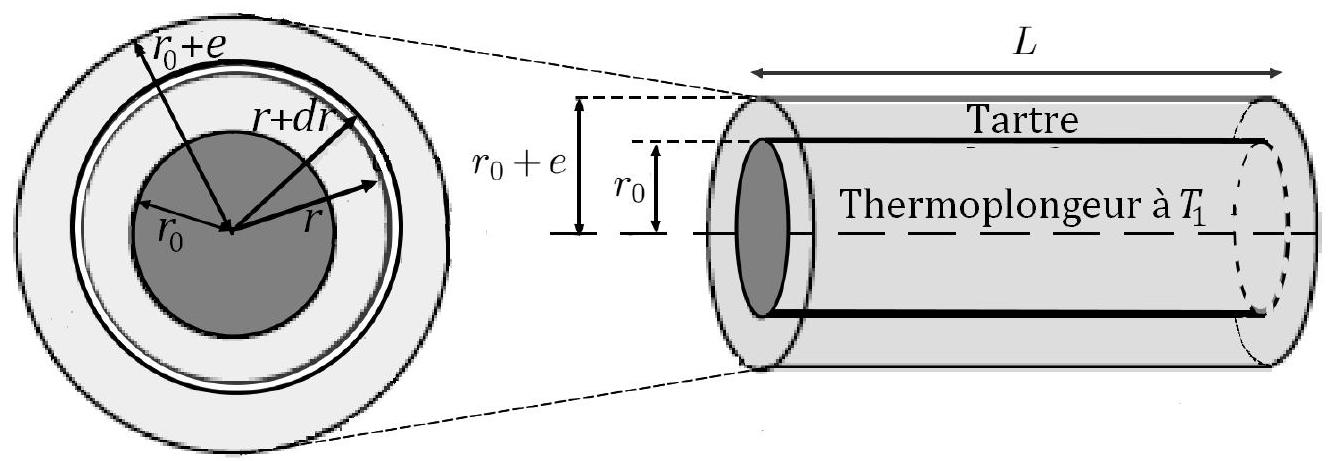 r₀+e
r+dr
r₀
r
L
Tartre
r₀ + e
r₀
Thermoplongeur à T₁